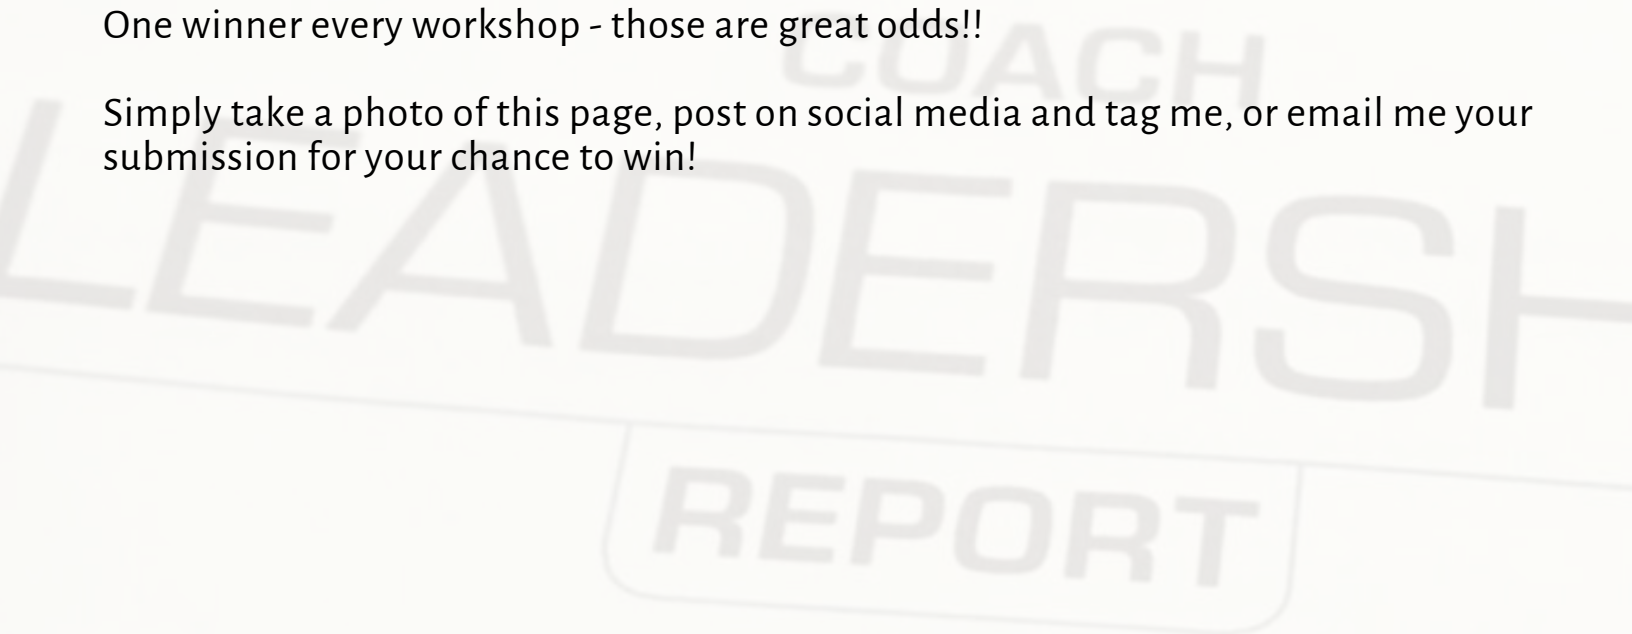 One winner every workshop - those are great odds!!
COACH
Simply take a photo of this page, post on social media and tag me, or email me your
submission for your chance to win!
LEADERSH
REPORT